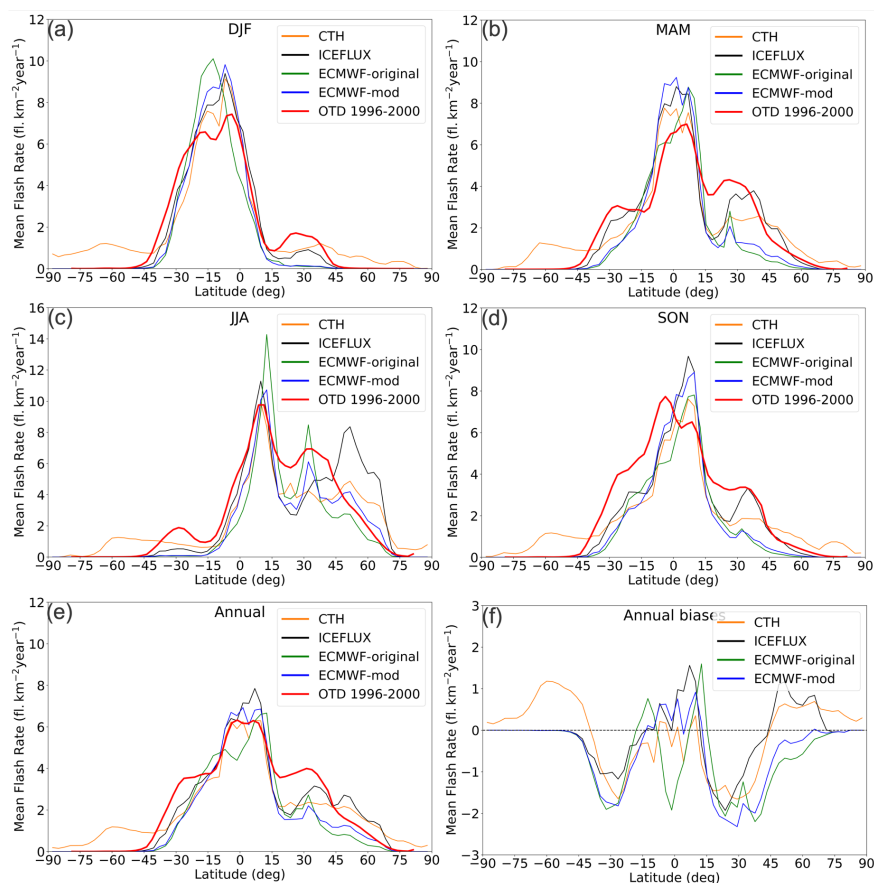 (a)
DJF
CTH
ICEFLUX
ECMWF-original
ECMWF-mod
OTD 1996-2000
Mean Flash Rate (fl. km−2year−1)
12
10
8
6
4
2
0
−90 −75 −60 −45 −30 −15 0 15 30 45 60 75 90
Latitude (deg)
(b)
MAM
CTH
ICEFLUX
ECMWF-original
ECMWF-mod
OTD 1996-2000
Mean Flash Rate (fl. km−2year−1)
12
10
8
6
4
2
0
−90 −75 −60 −45 −30 −15 0 15 30 45 60 75 90
Latitude (deg)
(c)
JJA
CTH
ICEFLUX
ECMWF-original
ECMWF-mod
OTD 1996-2000
Mean Flash Rate (fl. km−2year−1)
16
14
12
10
8
6
4
2
0
−90 −75 −60 −45 −30 −15 0 15 30 45 60 75 90
Latitude (deg)
(d)
SON
CTH
ICEFLUX
ECMWF-original
ECMWF-mod
OTD 1996-2000
Mean Flash Rate (fl. km−2year−1)
12
10
8
6
4
2
0
−90 −75 −60 −45 −30 −15 0 15 30 45 60 75 90
Latitude (deg)
(e)
Annual
CTH
ICEFLUX
ECMWF-original
ECMWF-mod
OTD 1996-2000
Mean Flash Rate (fl. km−2year−1)
12
10
8
6
4
2
0
−90 −75 −60 −45 −30 −15 0 15 30 45 60 75 90
Latitude (deg)
(f)
Annual biases
CTH
ICEFLUX
ECMWF-original
ECMWF-mod
Mean Flash Rate (fl. km−2year−1)
3
2
1
0
−1
−2
−3
−90 −75 −60 −45 −30 −15 0 15 30 45 60 75 90
Latitude (deg)